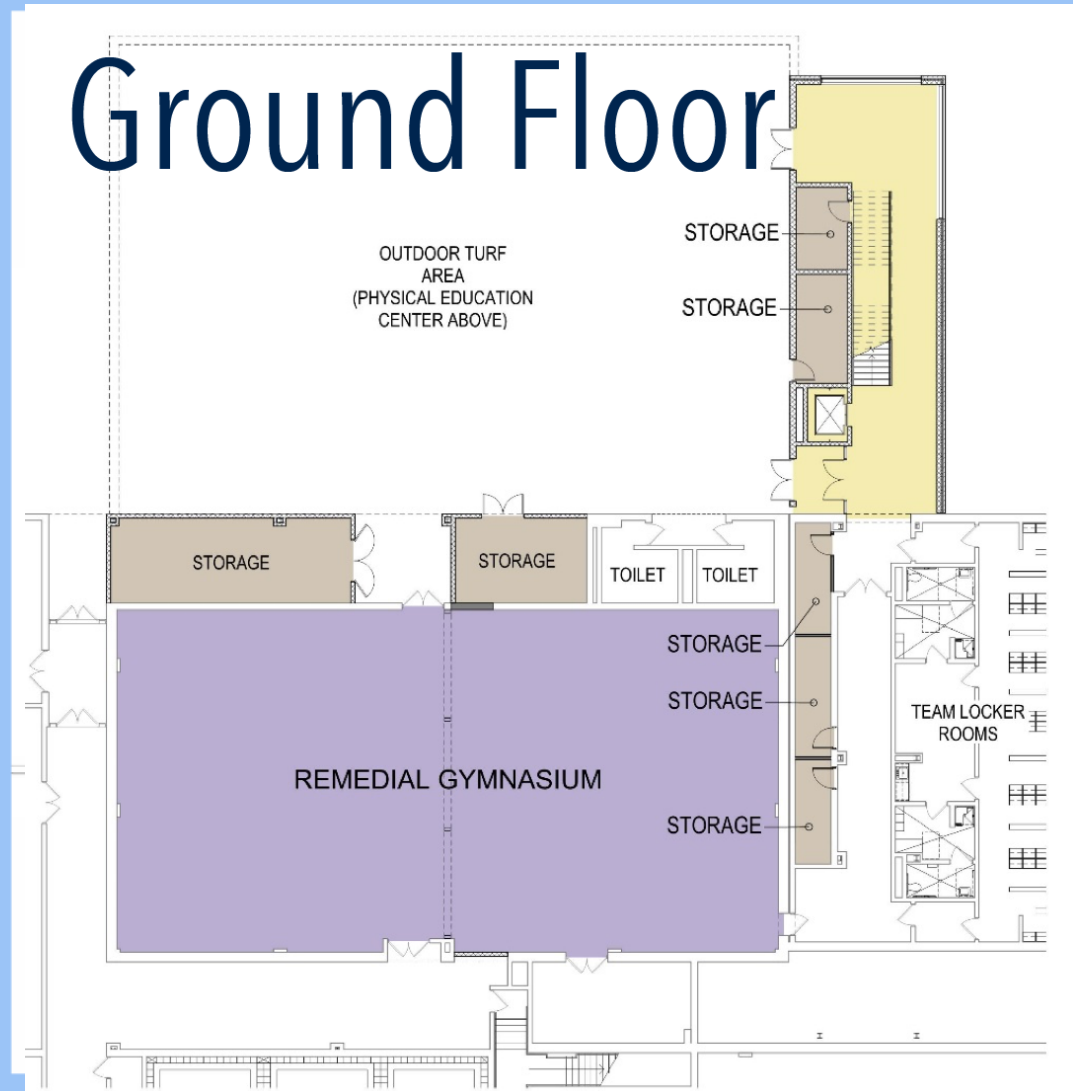 Ground Floor
STORAGE
OUTDOOR TURF
AREA
(PHYSICAL EDUCATION
CENTER ABOVE)
STORAGE
STORAGE
STORAGE
TOILET
TOILET
STORAGE
STORAGE
TEAM LOCKER
ROOMS
REMEDIAL GYMNASIUM
STORAGE